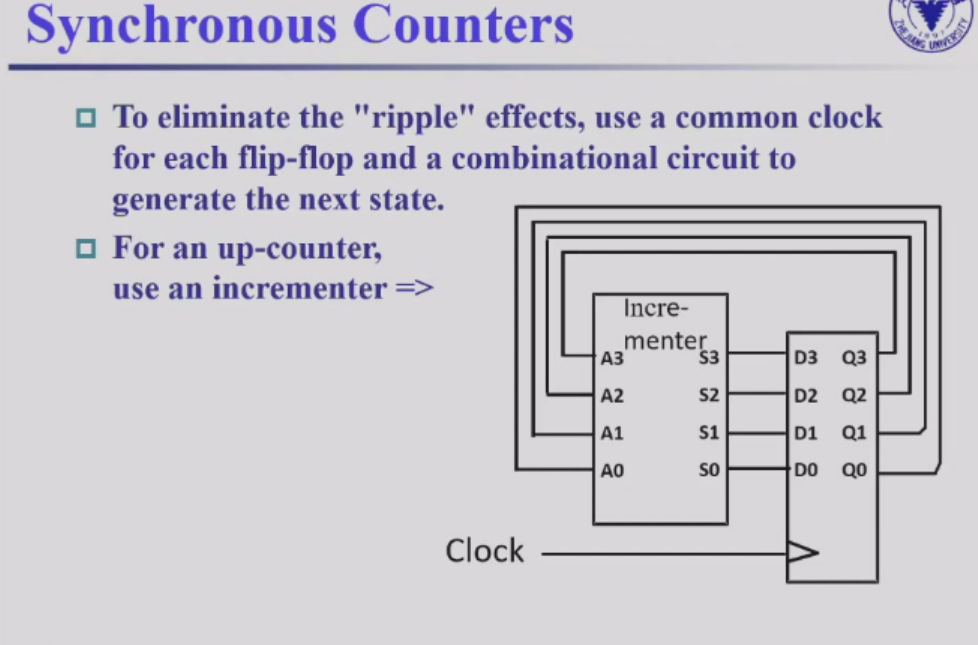 Synchronous Counters
ZHEJIANG UNIVERSITY
To eliminate the "ripple" effects, use a common clock
for each flip-flop and a combinational circuit to
generate the next state.
For an up-counter,
use an incrementer =>
Incre-
menter
A3 S3 D3 Q3
A2 S2 D2 Q2
A1 S1 D1 Q1
A0 S0 D0 Q0
Clock